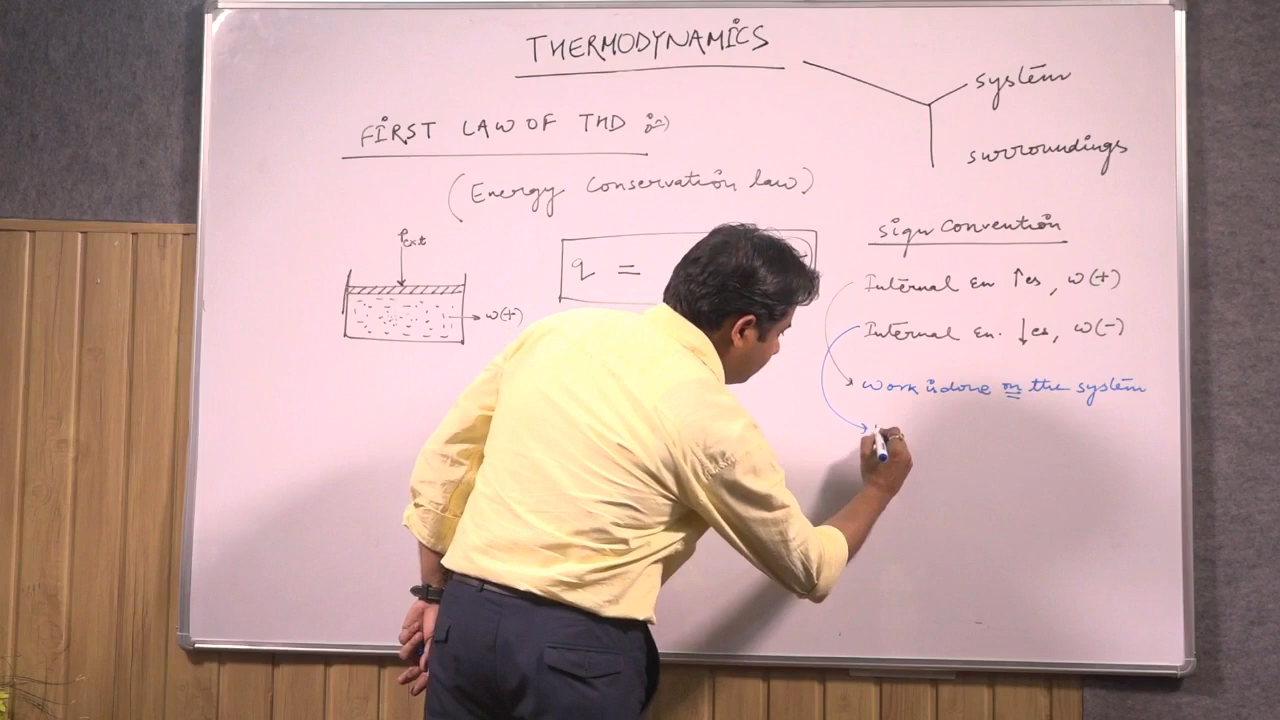 THERMODYNAMICS
system
surroundings
FIRST LAW OF THD
(Energy Conservation law)
Pext
w(+)
q =
Sign Convention
Internal En ↑es, w(+)
Internal En. ↓es, w(-)
work is done on the system